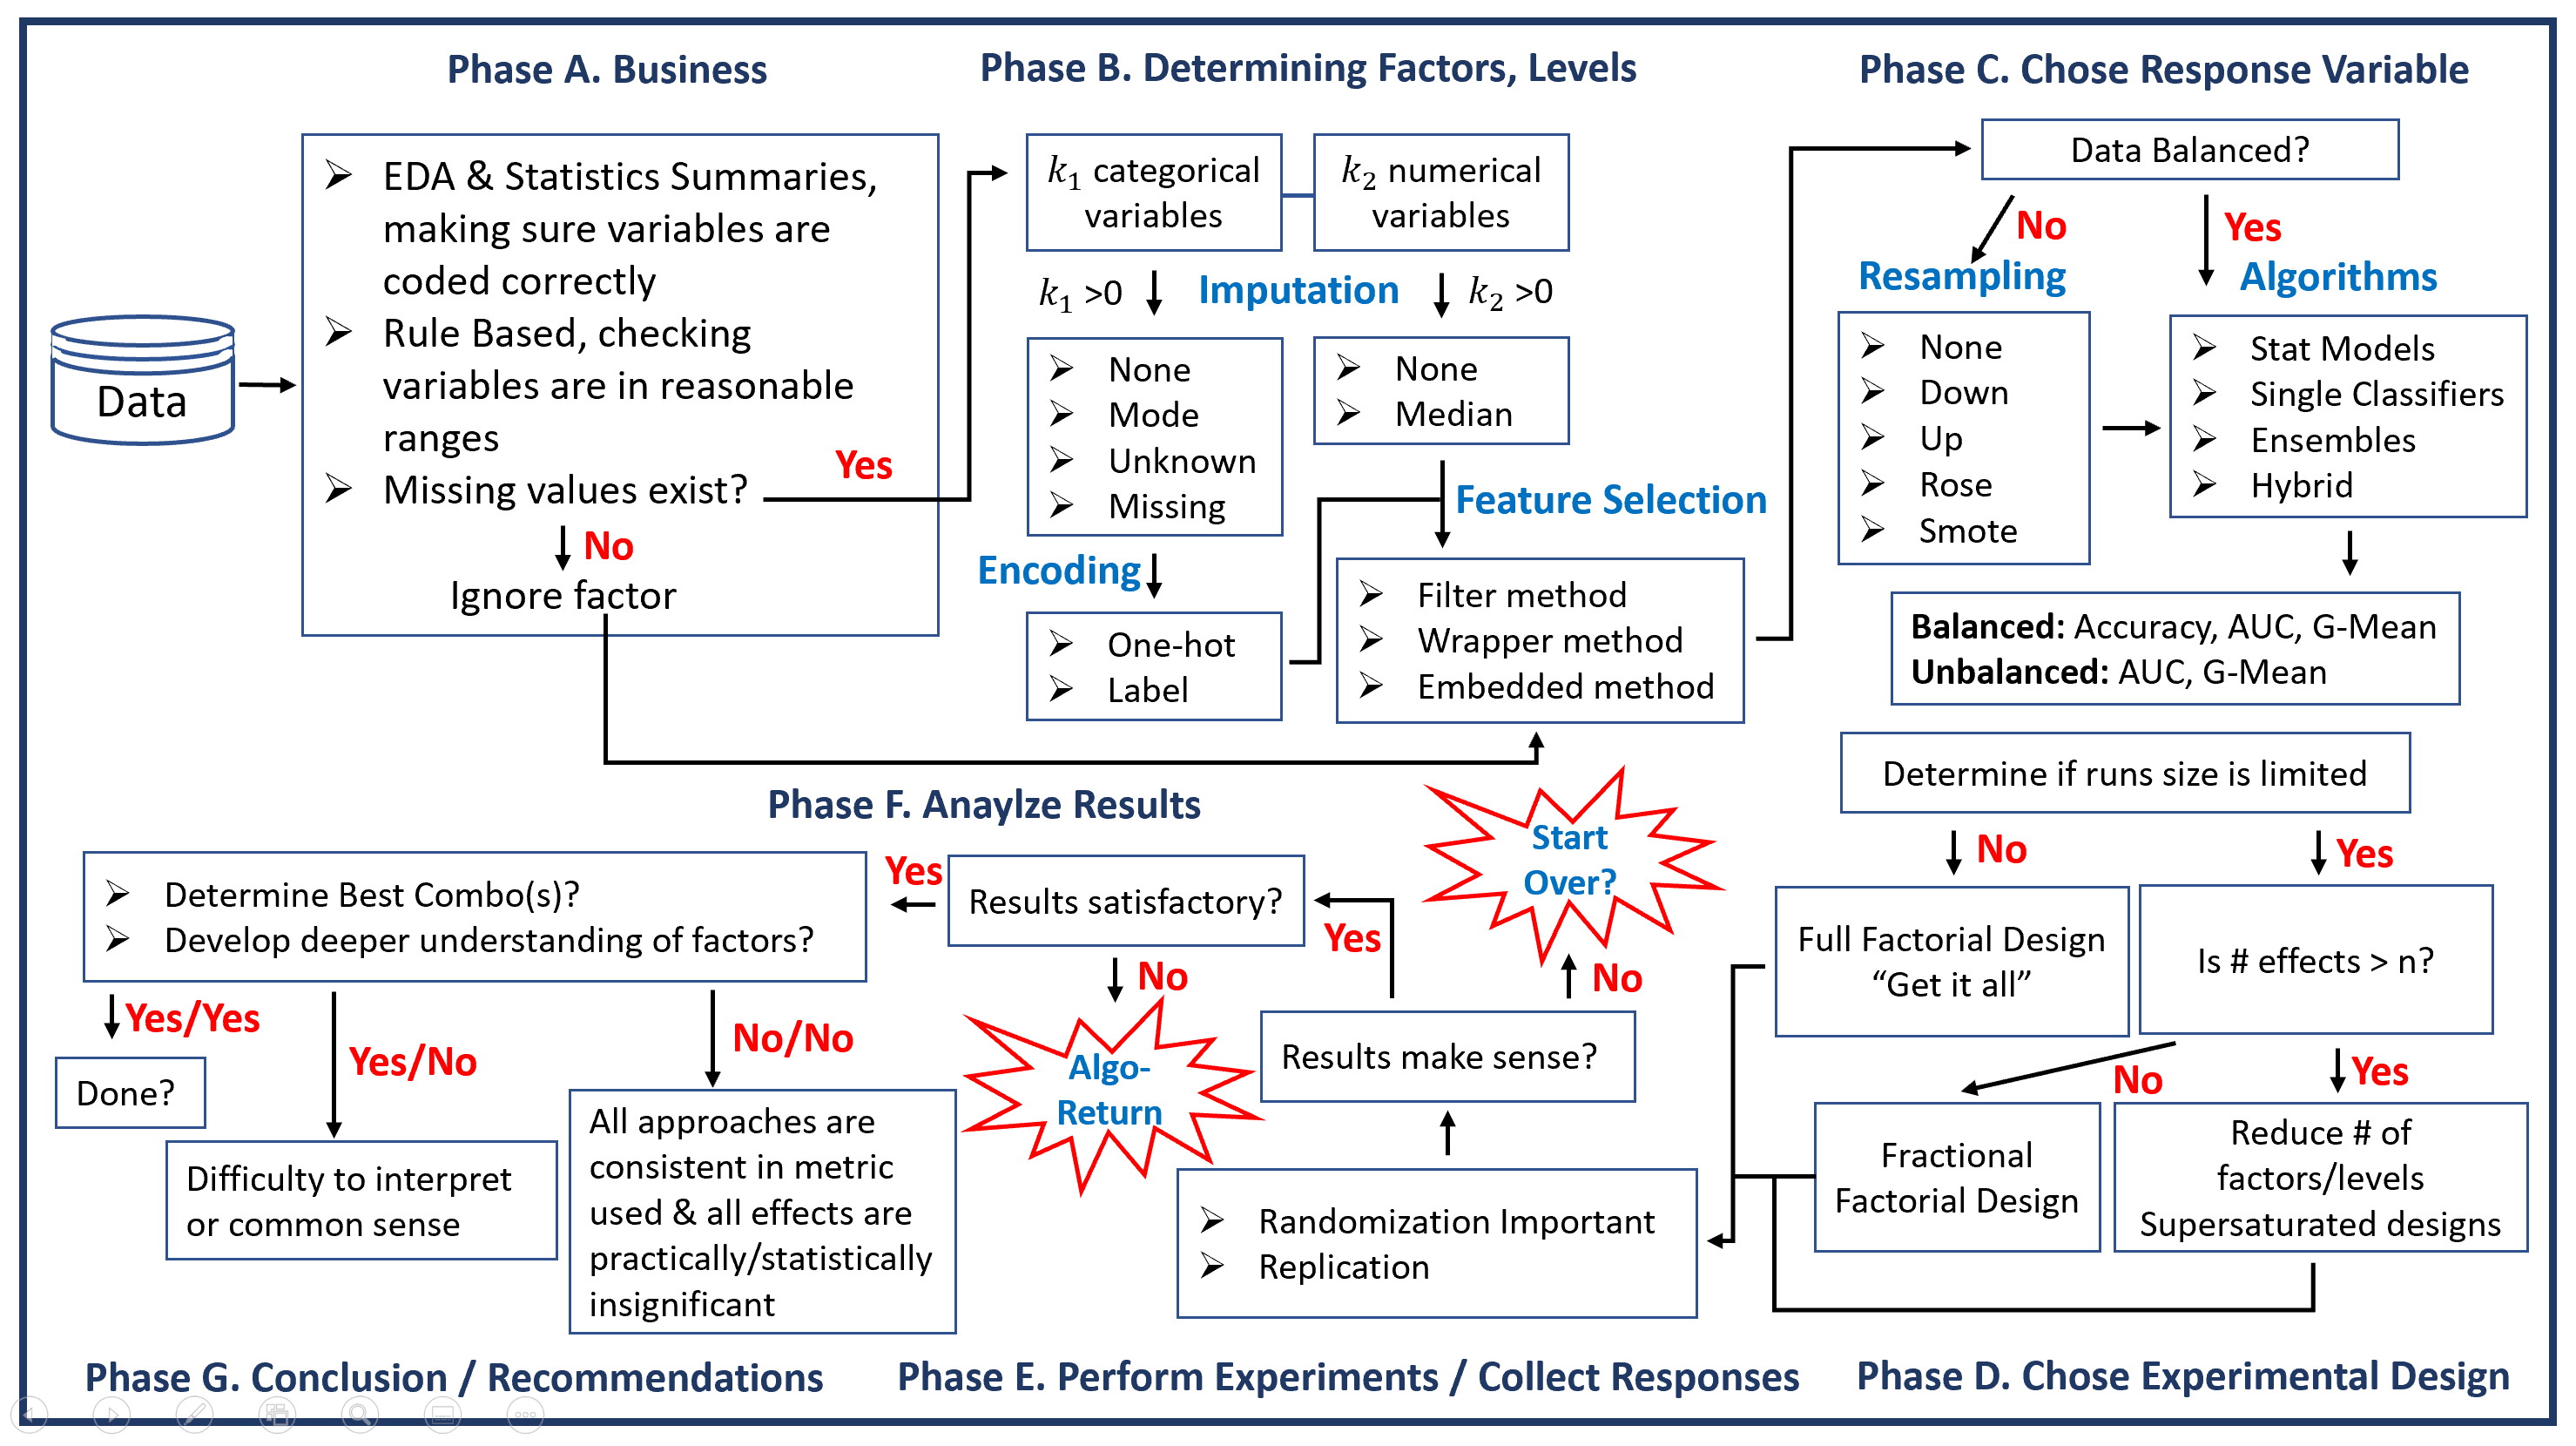 Phase A. Business
Data
➢ EDA & Statistics Summaries,
making sure variables are
coded correctly
➢ Rule Based, checking
variables are in reasonable
ranges
➢ Missing values exist?
Yes
No
Ignore factor
Phase B. Determining Factors, Levels
k₁ categorical
variables
k₂ numerical
variables
k₁ >0
Imputation
k₂ >0
➢ None
➢ Mode
➢ Unknown
➢ Missing
➢ None
➢ Median
Encoding
➢ One-hot
➢ Label
Feature Selection
➢ Filter method
➢ Wrapper method
➢ Embedded method
Phase C. Chose Response Variable
Data Balanced?
No
Yes
Resampling
Algorithms
➢ None
➢ Down
➢ Up
➢ Rose
➢ Smote
➢ Stat Models
➢ Single Classifiers
➢ Ensembles
➢ Hybrid
Balanced: Accuracy, AUC, G-Mean
Unbalanced: AUC, G-Mean
Determine if runs size is limited
No
Yes
Full Factorial Design
“Get it all”
Is # effects > n?
No
Yes
Fractional
Factorial Design
Reduce # of
factors/levels
Supersaturated designs
Phase D. Chose Experimental Design
➢ Randomization Important
➢ Replication
Phase E. Perform Experiments / Collect Responses
Results make sense?
No
Start
Over?
Yes
Phase F. Anaylze Results
Results satisfactory?
No
Algo-
Return
Yes
➢ Determine Best Combo(s)?
➢ Develop deeper understanding of factors?
Yes/Yes
Yes/No
No/No
Done?
Difficulty to interpret
or common sense
All approaches are
consistent in metric
used & all effects are
practically/statistically
insignificant
Phase G. Conclusion / Recommendations